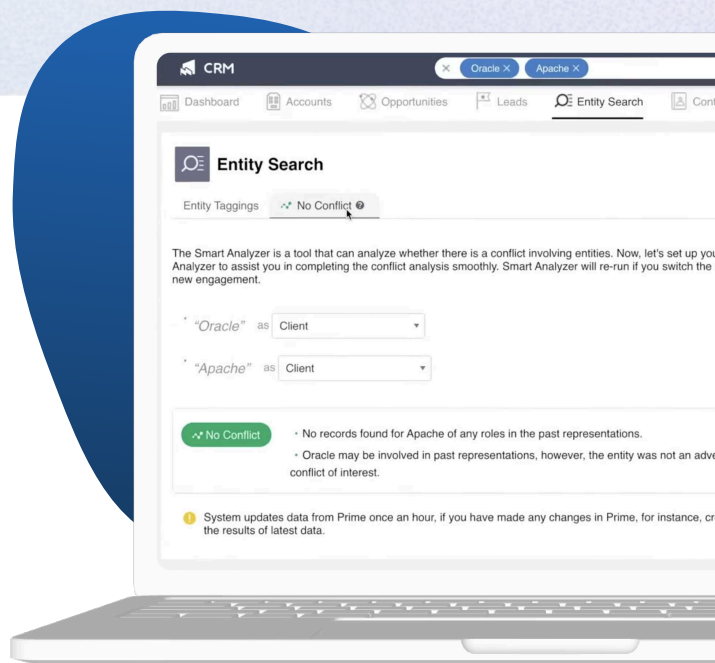 CRM
× Oracle × Apache ×
Dashboard Accounts Opportunities Leads Entity Search
Entity Search
Entity Taggings No Conflict ?
The Smart Analyzer is a tool that can analyze whether there is a conflict involving entities. Now, let's set up
Analyzer to assist you in completing the conflict analysis smoothly. Smart Analyzer will re-run if you switch the
new engagement.
* “Oracle” as Client
* “Apache” as Client
No Conflict
• No records found for Apache of any roles in the past representations.
• Oracle may be involved in past representations, however, the entity was not an
conflict of interest.
! System updates data from Prime once an hour, if you have made any changes in Prime, for instance,
the results of latest data.